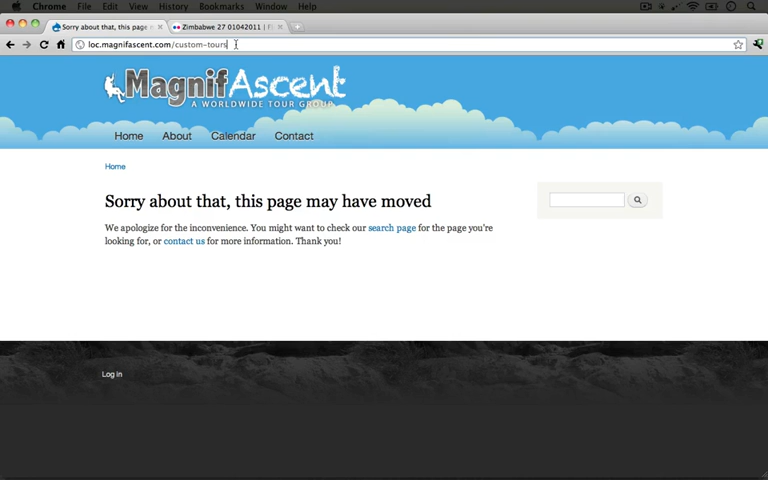 Chrome File Edit View History Bookmarks Window Help
Sorry about that, this page
Zimbabwe 27 01042011
loc.magnifascent.com/custom-tours
MagnifAscent
A WORLDWIDE TOUR GROUP
Home About Calendar Contact
Home
Sorry about that, this page may have moved
We apologize for the inconvenience. You might want to check our search page for the page you're
looking for, or contact us for more information. Thank you!
Log in